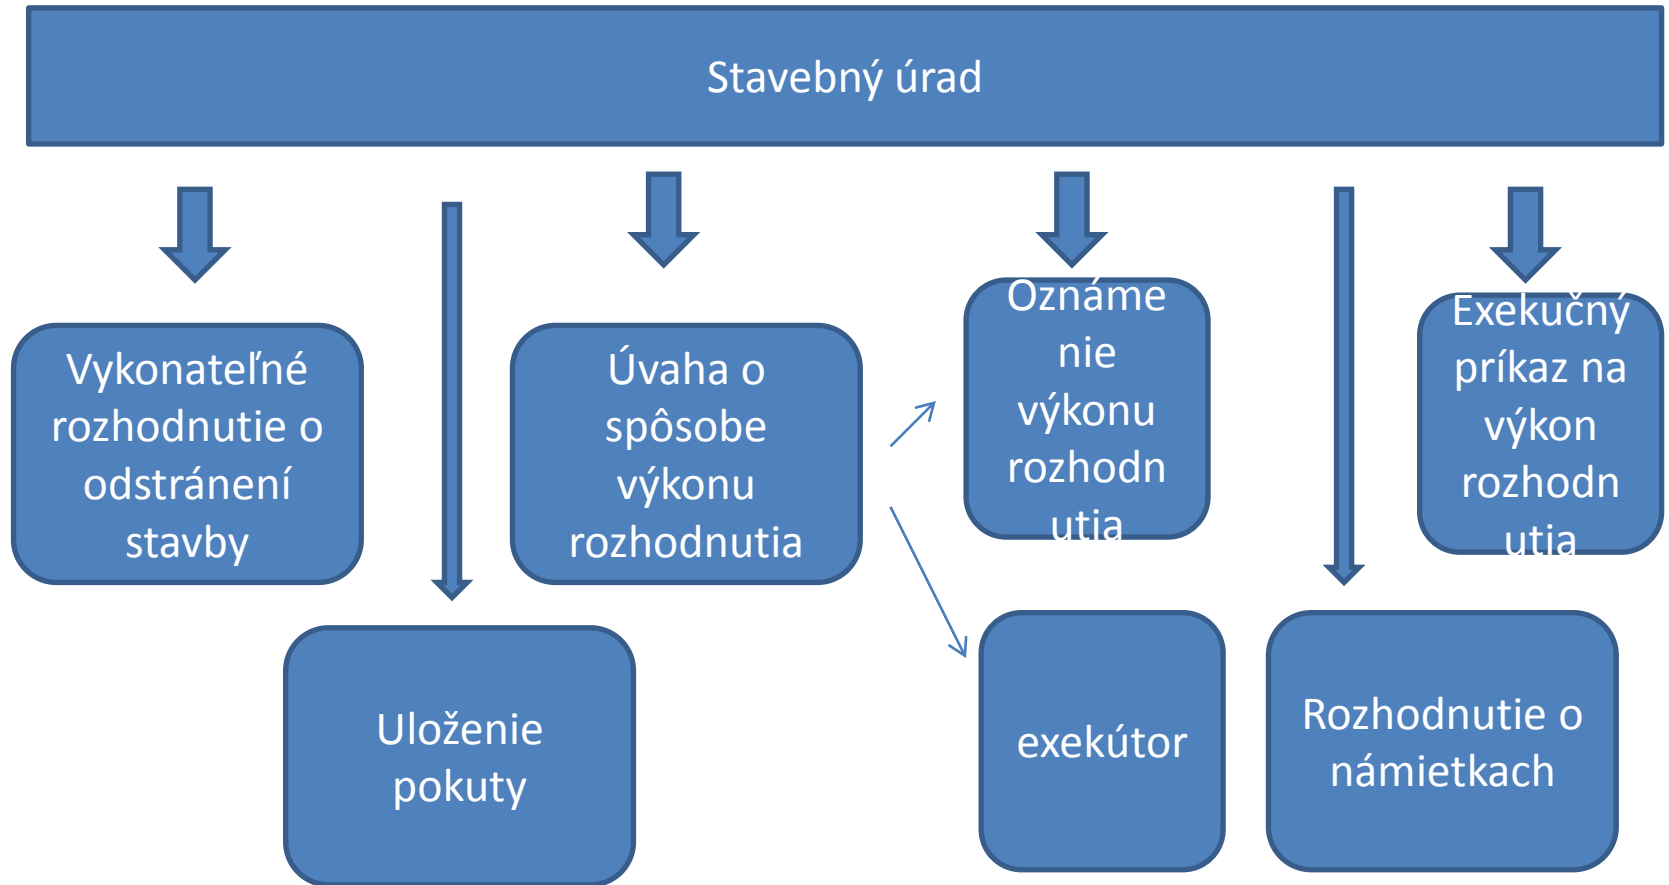 Stavebný úrad
Vykonateľné
rozhodnutie o
odstránení
stavby
Uloženie
pokuty
Úvaha o
spôsobe
výkonu
rozhodnutia
Oznáme
nie
výkonu
rozhodn
utia
exekútor
Rozhodnutie o
námietkach
Exekučný
príkaz na
výkon
rozhodn
utia